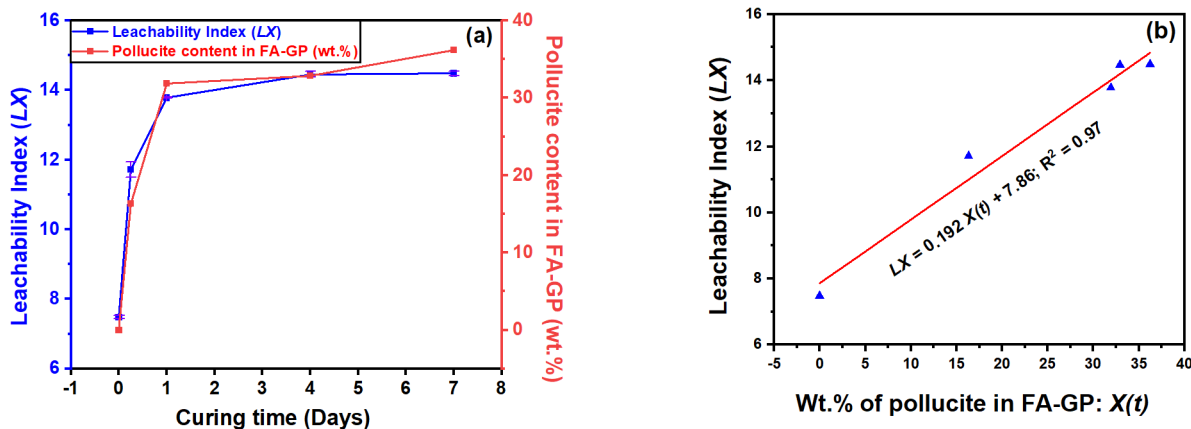 Leachability Index (LX)
Pollucite content in FA-GP (wt.%)
(a)
16
14
12
10
8
6
Leachability Index (LX)
40
30
20
10
0
Pollucite content in FA-GP (wt.%)
-1 0 1 2 3 4 5 6 7 8
Curing time (Days)
(b)
16
14
12
10
8
6
Leachability Index (LX)
LX = 0.192 X(t) + 7.86; R² = 0.97
-5 0 5 10 15 20 25 30 35 40
Wt.% of pollucite in FA-GP: X(t)